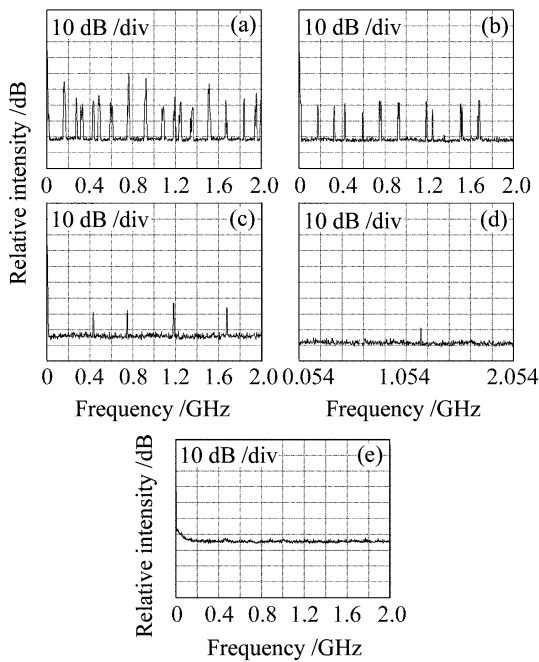 10 dB /div (a)
10 dB /div (b)
Relative intensity /dB
0 0.4 0.8 1.2 1.6 2.0
0 0.4 0.8 1.2 1.6 2.0
10 dB /div (c)
10 dB /div (d)
0 0.4 0.8 1.2 1.6 2.0
0.054 1.054 2.054
Frequency /GHz
Frequency /GHz
10 dB /div (e)
Relative intensity /dB
0 0.4 0.8 1.2 1.6 2.0
Frequency /GHz